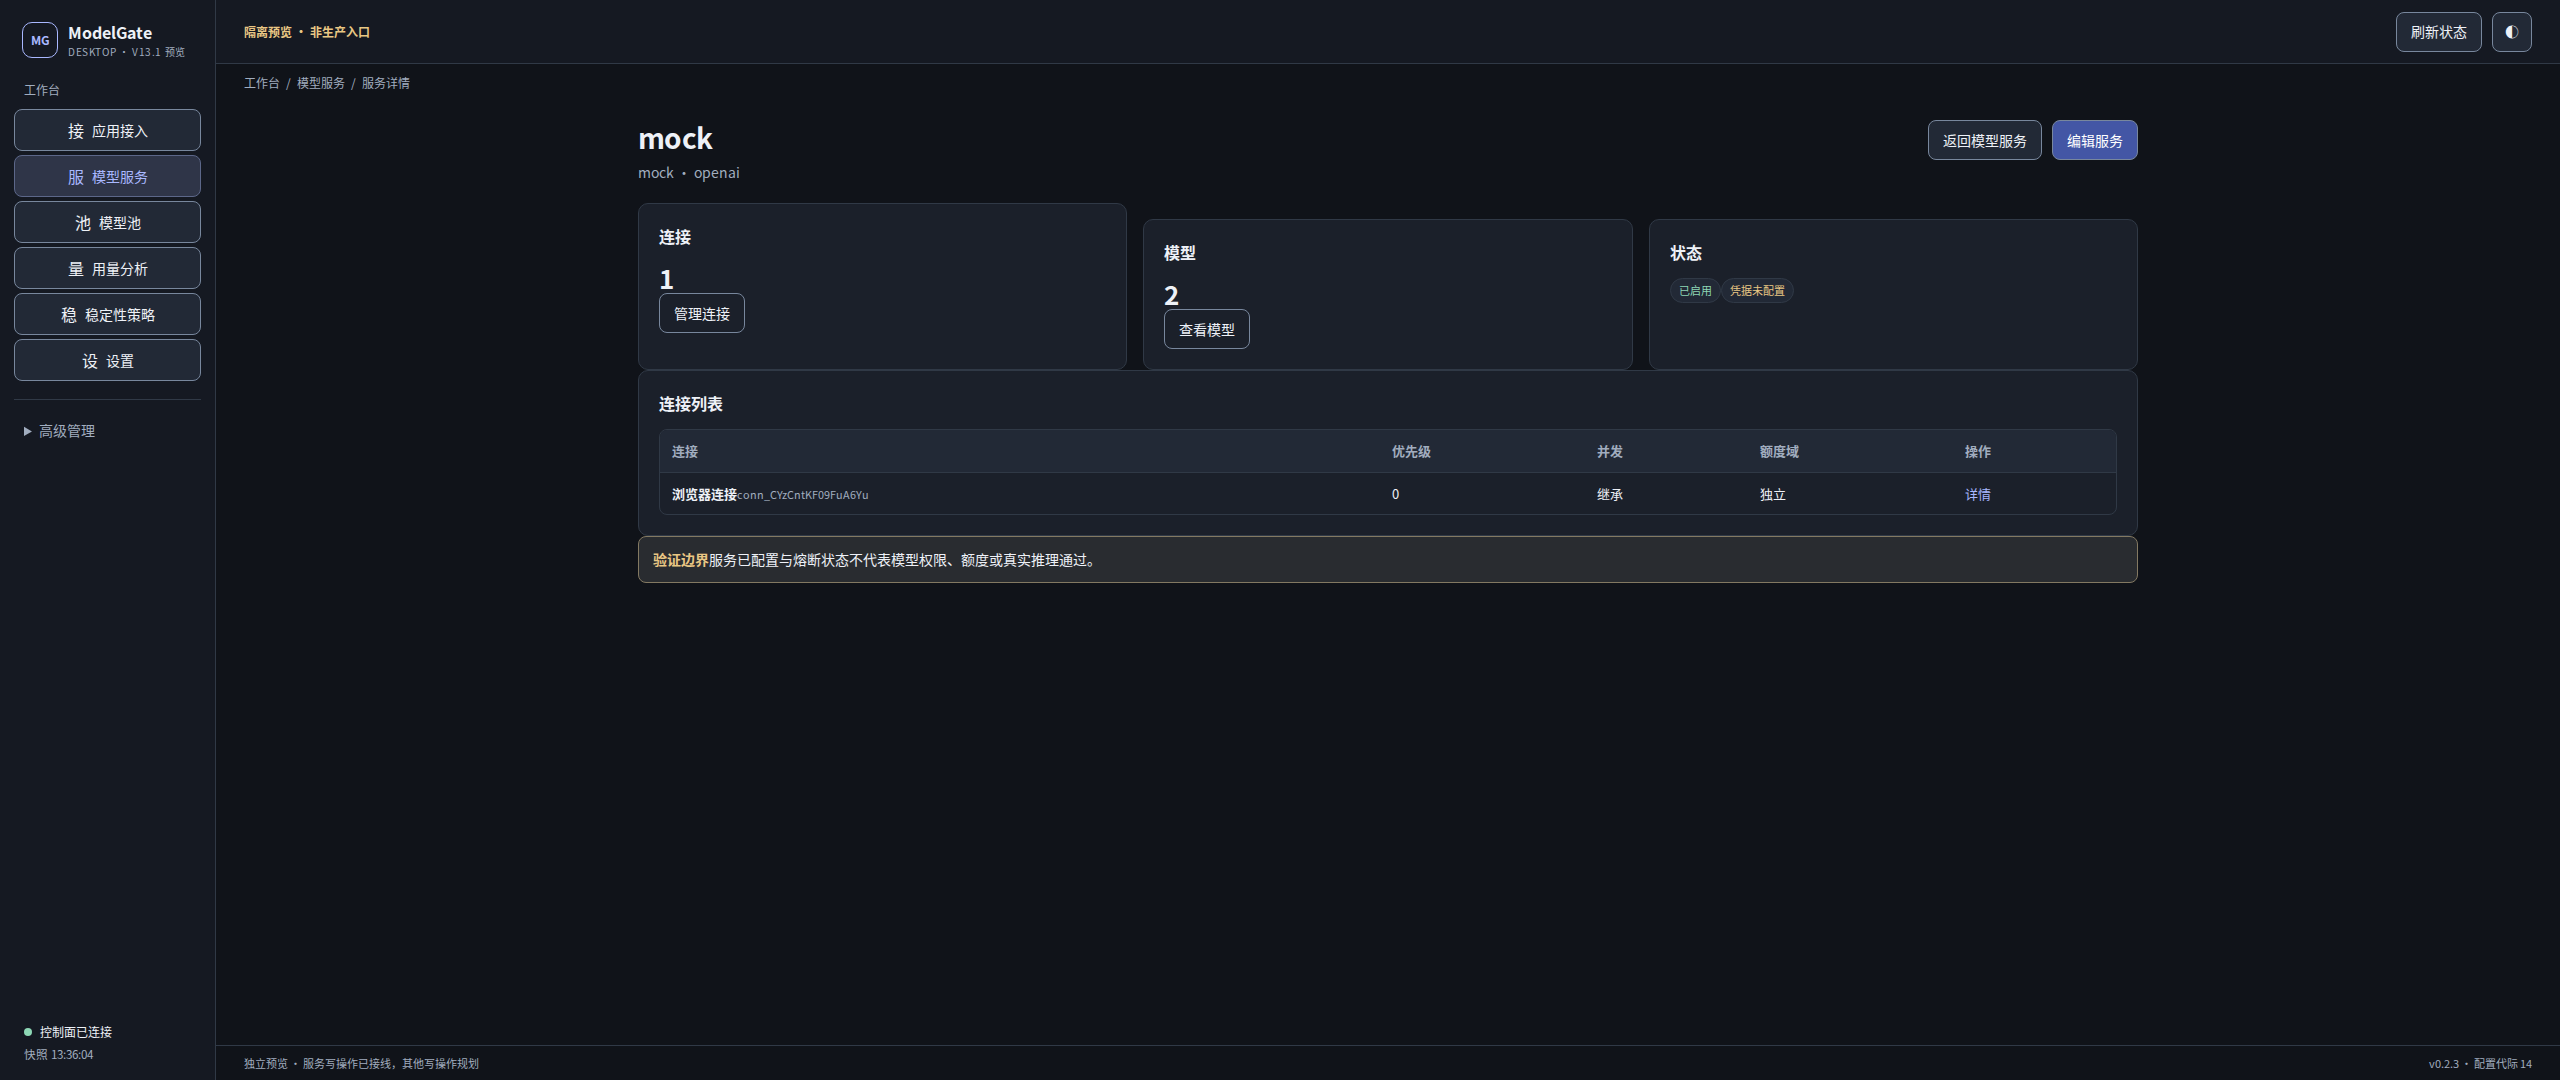 MG ModelGate
DESKTOP · V13.1 预览
工作台
接 应用接入
服 模型服务
池 模型池
量 用量分析
稳 稳定性策略
设 设置
▶ 高级管理
控制面已连接
快照 13:36:04
隔离预览 · 非生产入口
刷新状态
工作台 / 模型服务 / 服务详情
mock
mock · openai
返回模型服务
编辑服务
连接
1
管理连接
模型
2
查看模型
状态
已启用 凭据未配置
连接列表
连接 优先级 并发 额度域 操作
浏览器连接conn_CYzCntKF09FuA6Yu 0 继承 独立 详情
验证边界服务已配置与熔断状态不代表模型权限、额度或真实推理通过。
独立预览 · 服务写操作已接线，其他写操作规划
v0.2.3 · 配置代际 14